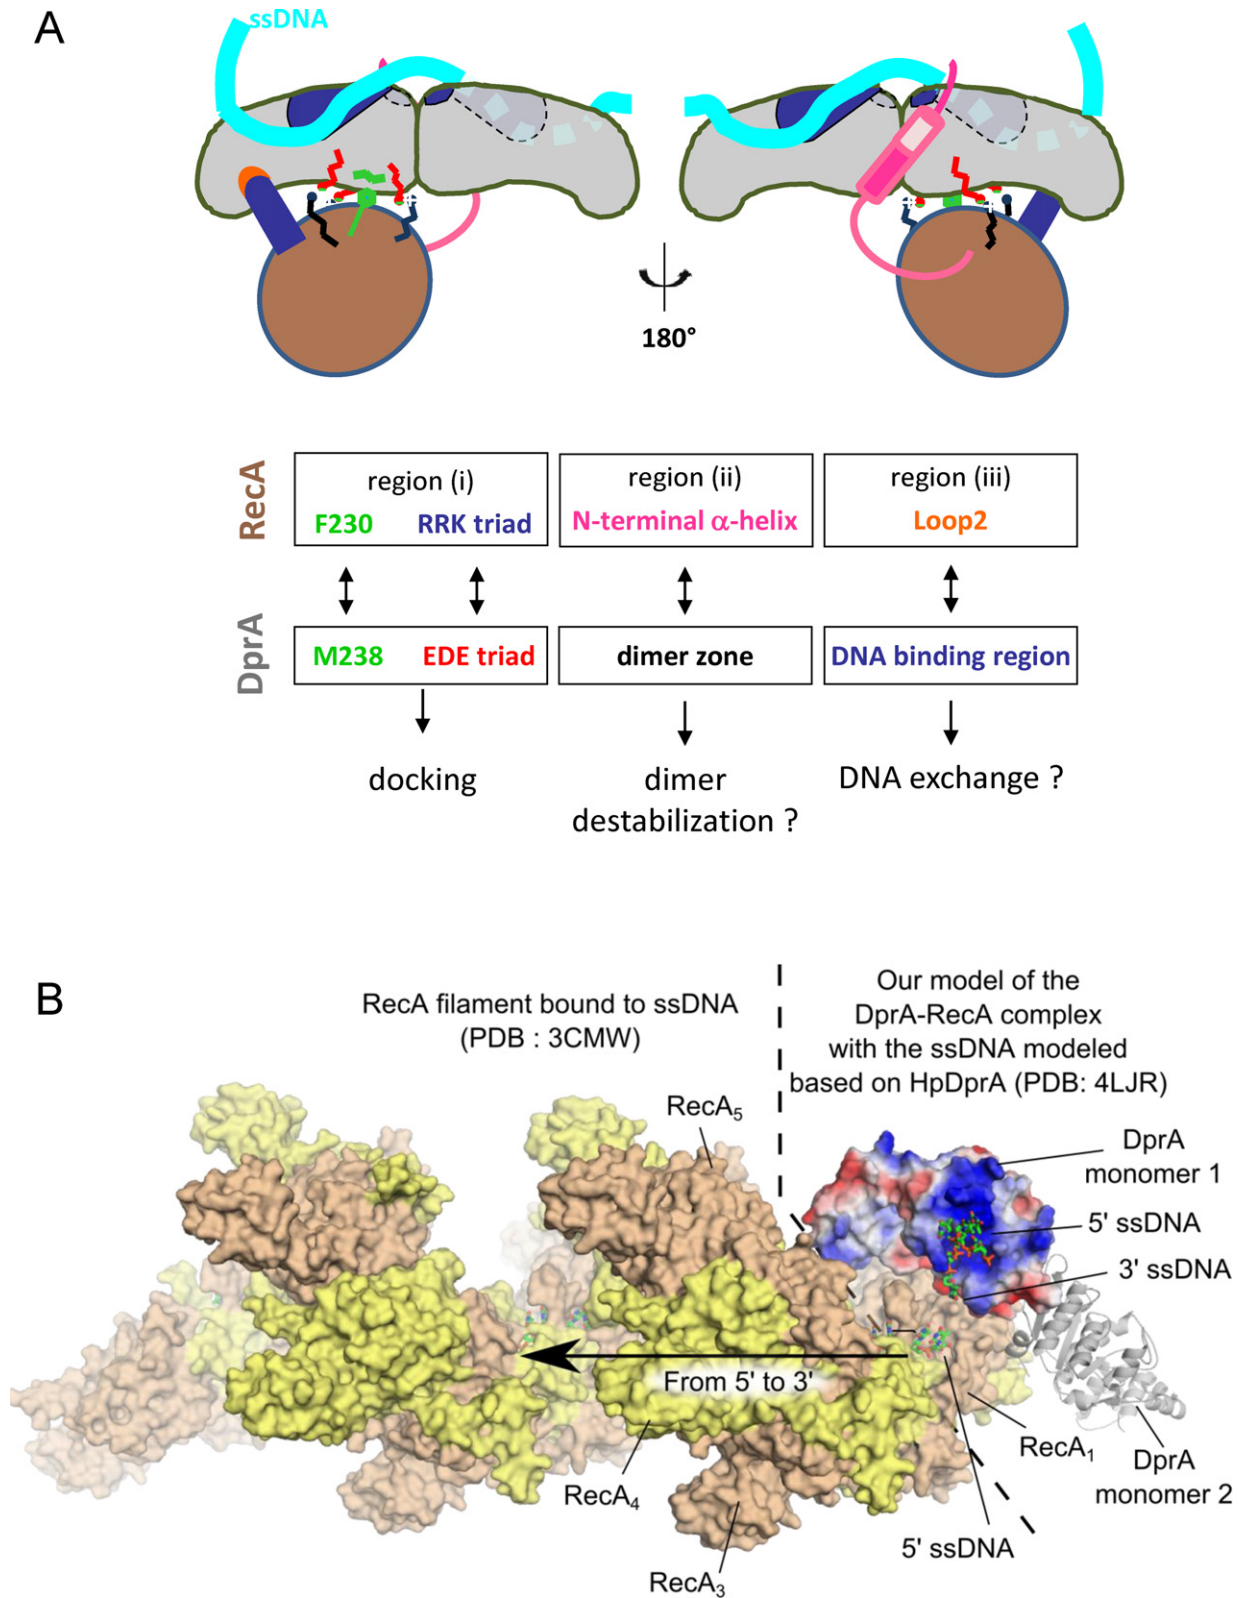 A
ssDNA
180°
RecA
region (i)
F230 RRK triad
region (ii)
N-terminal α-helix
region (iii)
Loop2
DprA
M238 EDE triad
dimer zone
DNA binding region
docking
dimer
destabilization ?
DNA exchange ?
B
RecA filament bound to ssDNA
(PDB : 3CMW)
Our model of the
DprA-RecA complex
with the ssDNA modeled
based on HpDprA (PDB: 4LJR)
RecA5
DprA
monomer 1
5' ssDNA
3' ssDNA
From 5' to 3'
RecA1
DprA
monomer 2
RecA4
5' ssDNA
RecA3